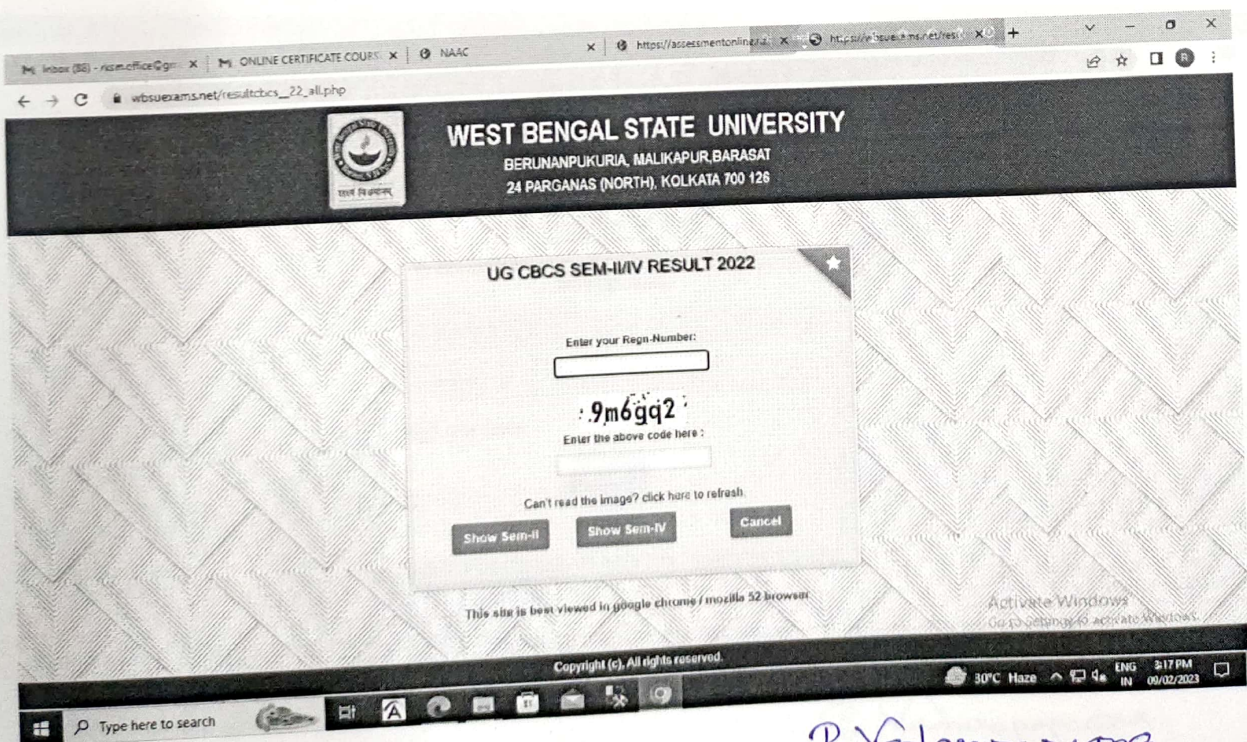 Inbox (58) - ONLINE CERTIFICATE COURS NAAC https://assessmentonline
wbsuexams.net/resultcbcs_22_all.php
WEST BENGAL STATE UNIVERSITY
BERUNANPUKURIA, MALIKAPUR,BARASAT
24 PARGANAS (NORTH), KOLKATA 700 126
UG CBCS SEM-II/IV RESULT 2022
Enter your Regn-Number:
9m6gq2
Enter the above code here :
Can't read the image? click here to refresh
Show Sem-II Show Sem-IV Cancel
This site is best viewed in google chrome / mozilla 52 browser
Activate Windows
Go to Settings to activate Windows.
Copyright (c), All rights reserved.
Type here to search 30°C Haze ENG IN 3:17 PM 09/02/2023